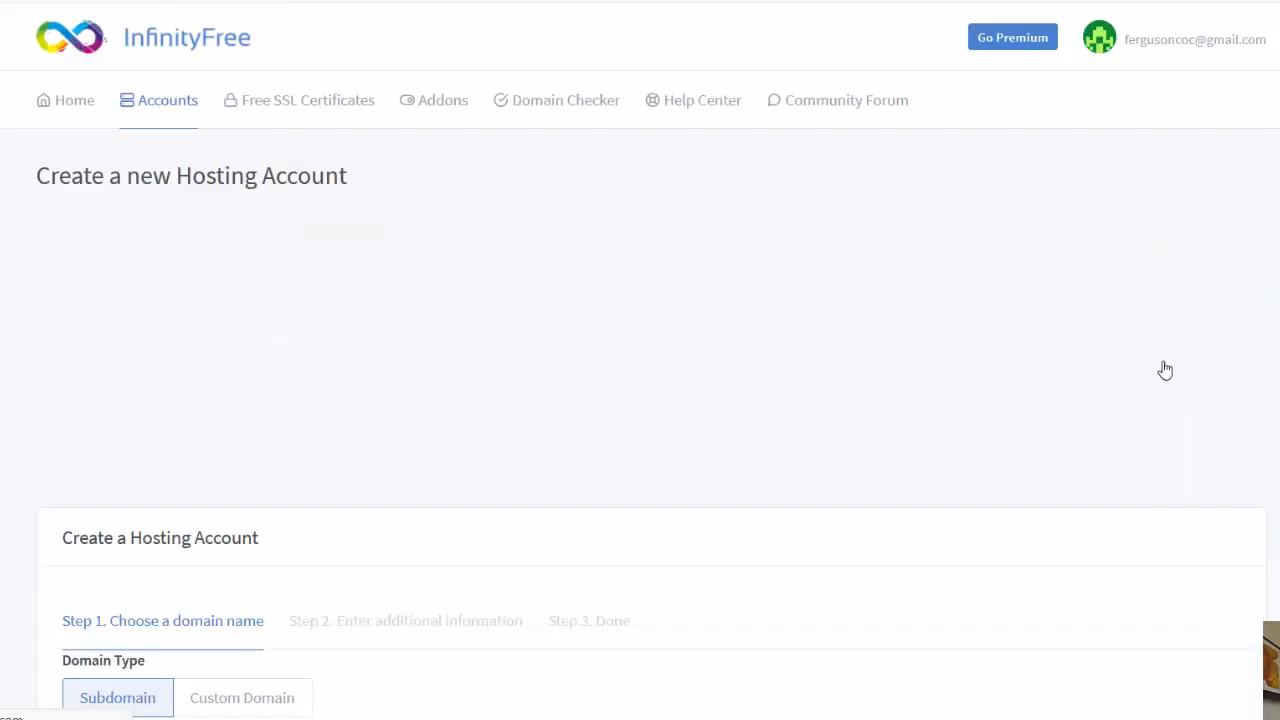 InfinityFree
Go Premium
fergusoncoc@gmail.com
Home Accounts Free SSL Certificates Addons Domain Checker Help Center Community Forum
Create a new Hosting Account
Create a Hosting Account
Step 1. Choose a domain name Step 2. Enter additional information Step 3. Done
Domain Type
Subdomain Custom Domain